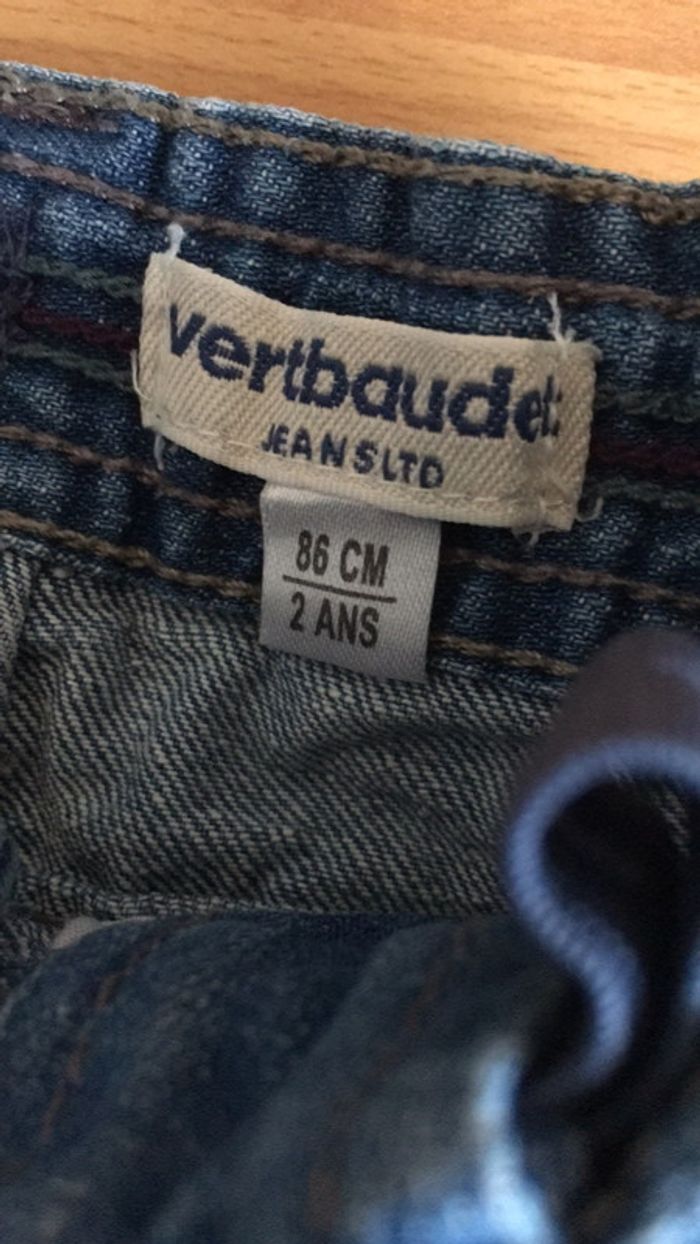 vertbaudet
JEANS LTD
86 CM
2 ANS